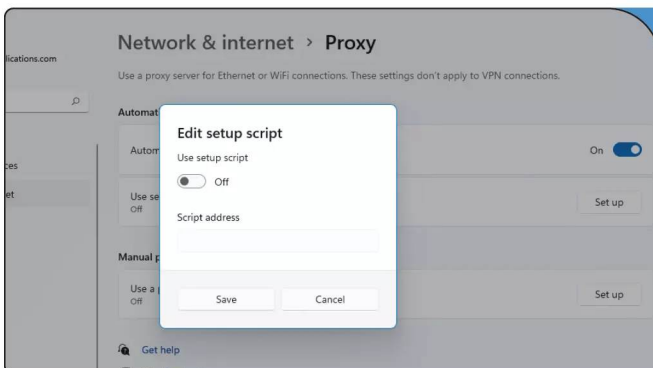 Network & internet > Proxy
lications.com
Use a proxy server for Ethernet or WiFi connections. These settings don't apply to VPN connections.
Automat
Edit setup script
Autom
On
Use setup script
Off
ces
et
Use se
Off
Set up
Script address
Manual p
Use a p
Off
Set up
Save
Cancel
Get help